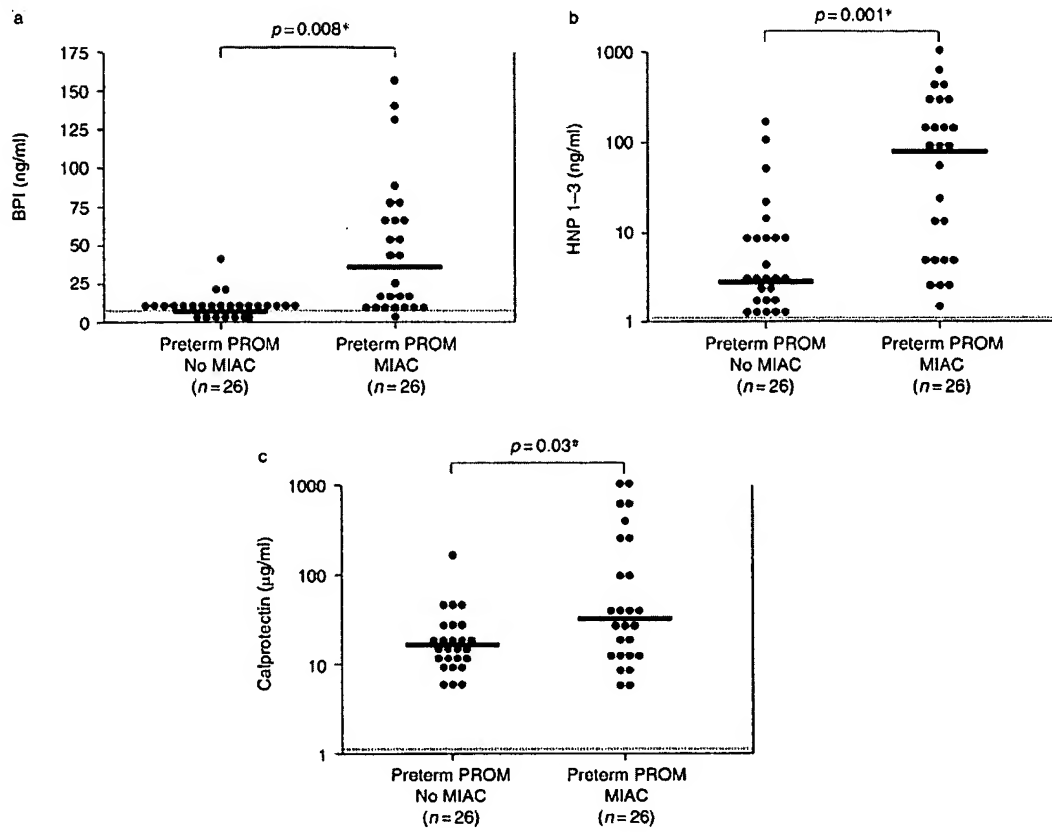 a
p=0.008*
175
150
125
100
75
50
25
0
BPI (ng/ml)
Preterm PROM
No MIAC
(n=26)
Preterm PROM
MIAC
(n=26)
b
p=0.001*
1000
100
10
1
HNP 1–3 (ng/ml)
Preterm PROM
No MIAC
(n=26)
Preterm PROM
MIAC
(n=26)
c
p=0.03*
1000
100
10
1
Calprotectin (µg/ml)
Preterm PROM
No MIAC
(n=26)
Preterm PROM
MIAC
(n=26)